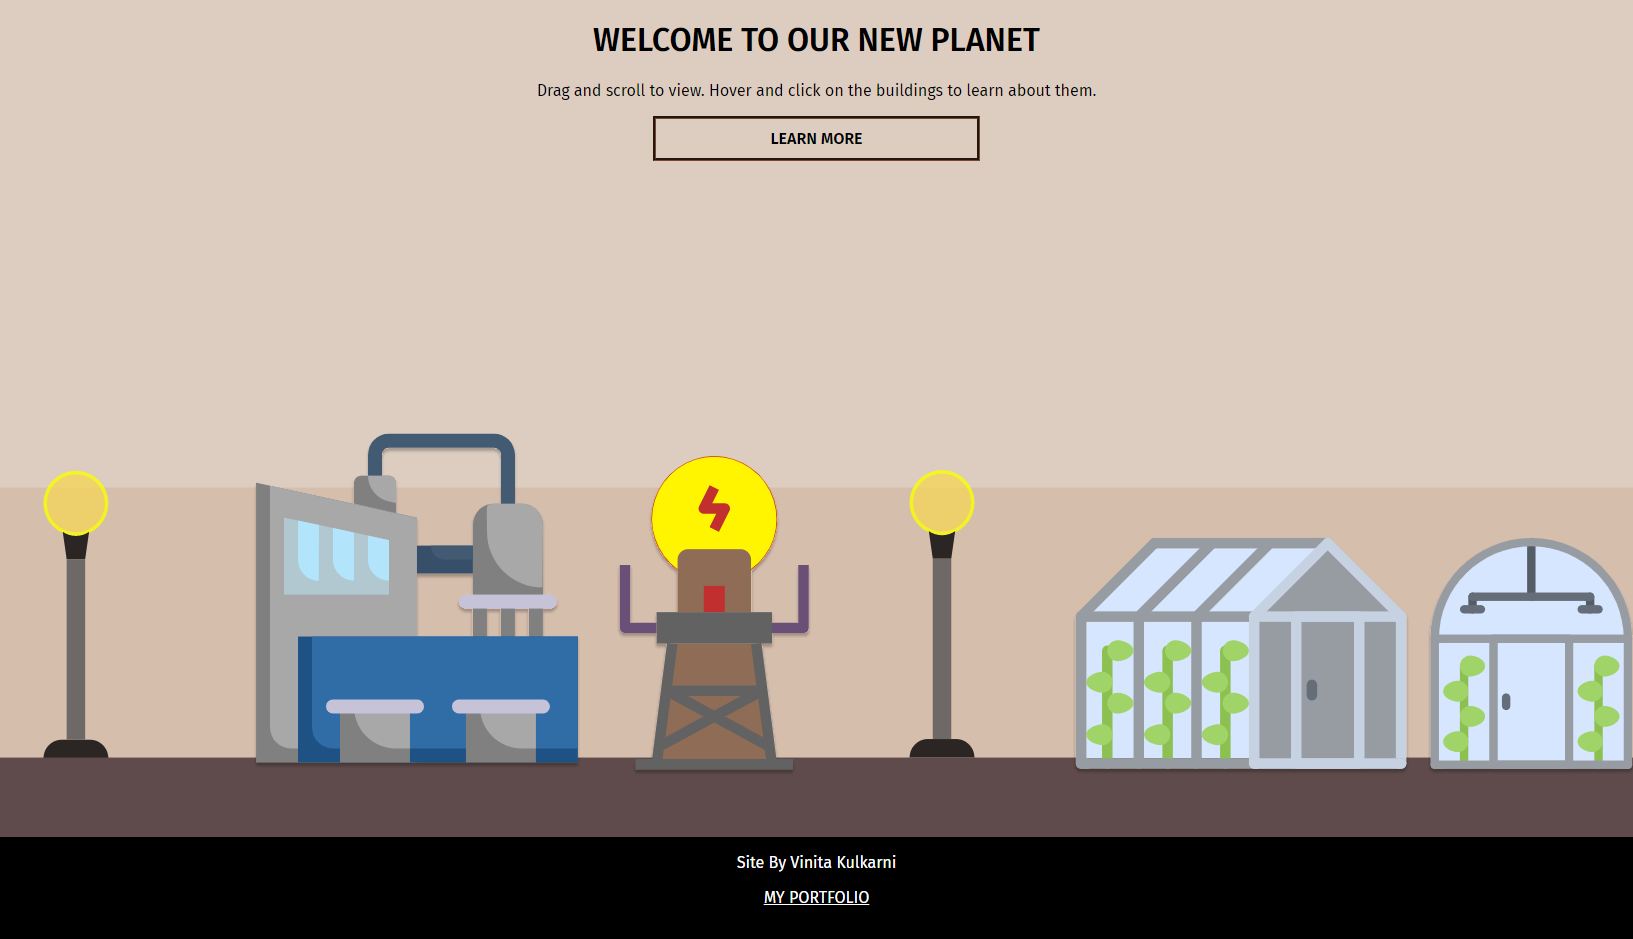 WELCOME TO OUR NEW PLANET
Drag and scroll to view. Hover and click on the buildings to learn about them.
LEARN MORE
Site By Vinita Kulkarni
MY PORTFOLIO